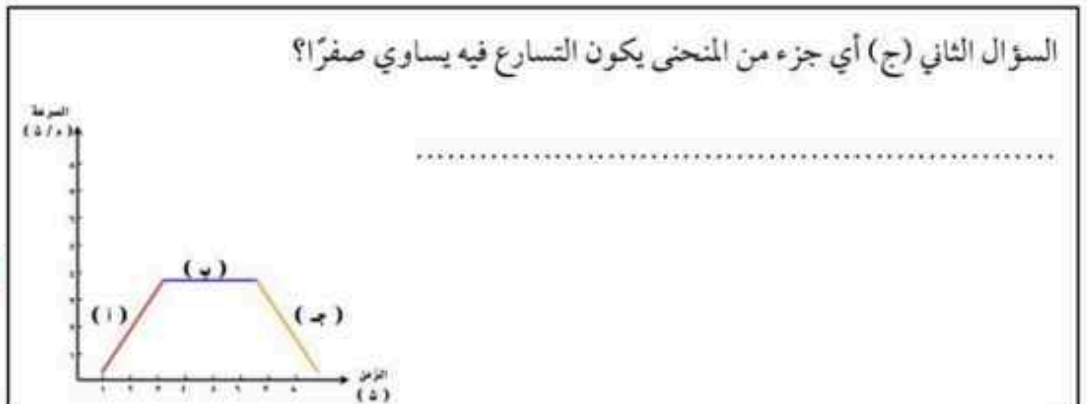 السؤال الثاني (ج) أي جزء من المنحنى يكون التسارع فيه يساوي صفرًا؟
السرعة
( م / ث )
( ب )
( أ )
( جـ )
الزمن
( ث )